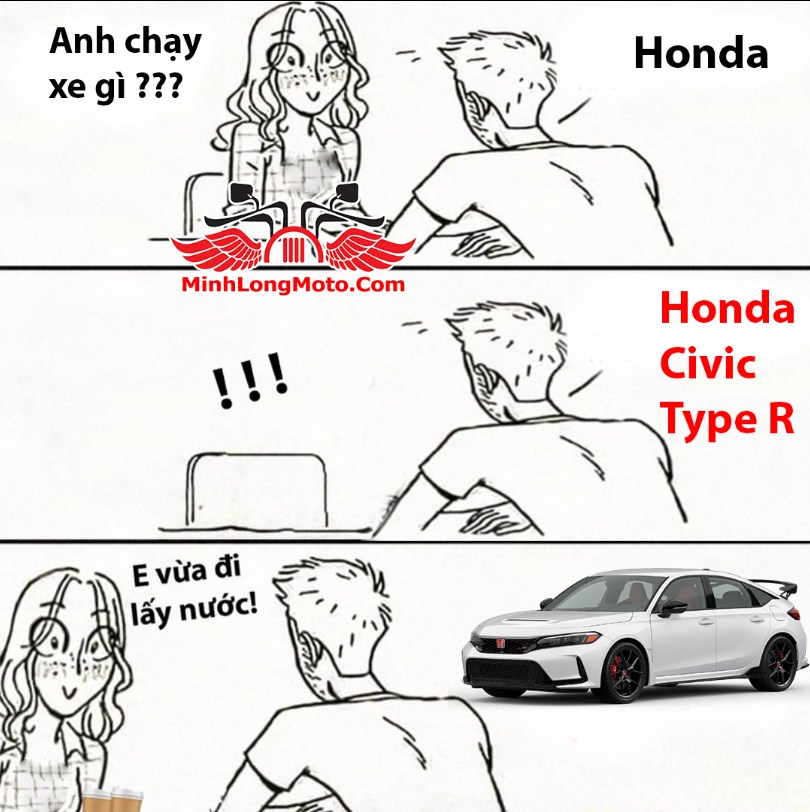 Anh chạy
xe gì ???
Honda
MinhLongMoto.Com
!!!
Honda
Civic
Type R
E vừa đi
lấy nước!